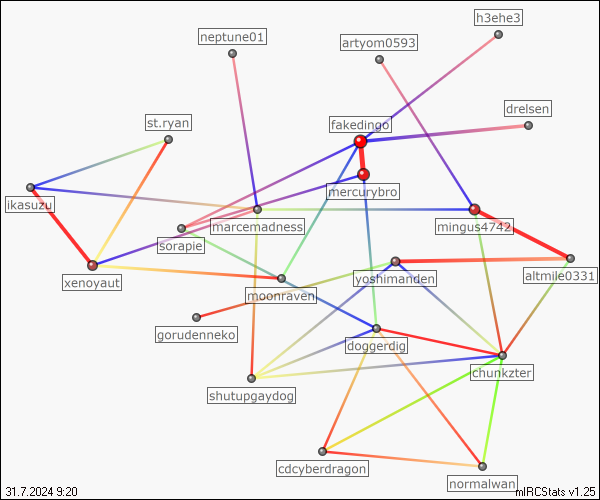 h3ehe3
neptune01
artyom0593
drelsen
st.ryan
fakedingo
mercurybro
ikasuzu
marcemadness
mingus4742
sorapie
xenoyaut
moonraven
yoshimanden
altmile0331
gorudenneko
doggerdig
chunkzter
shutupgaydog
cdcyberdragon
normalwan
31.7.2024 9:20
mIRCStats v1.25